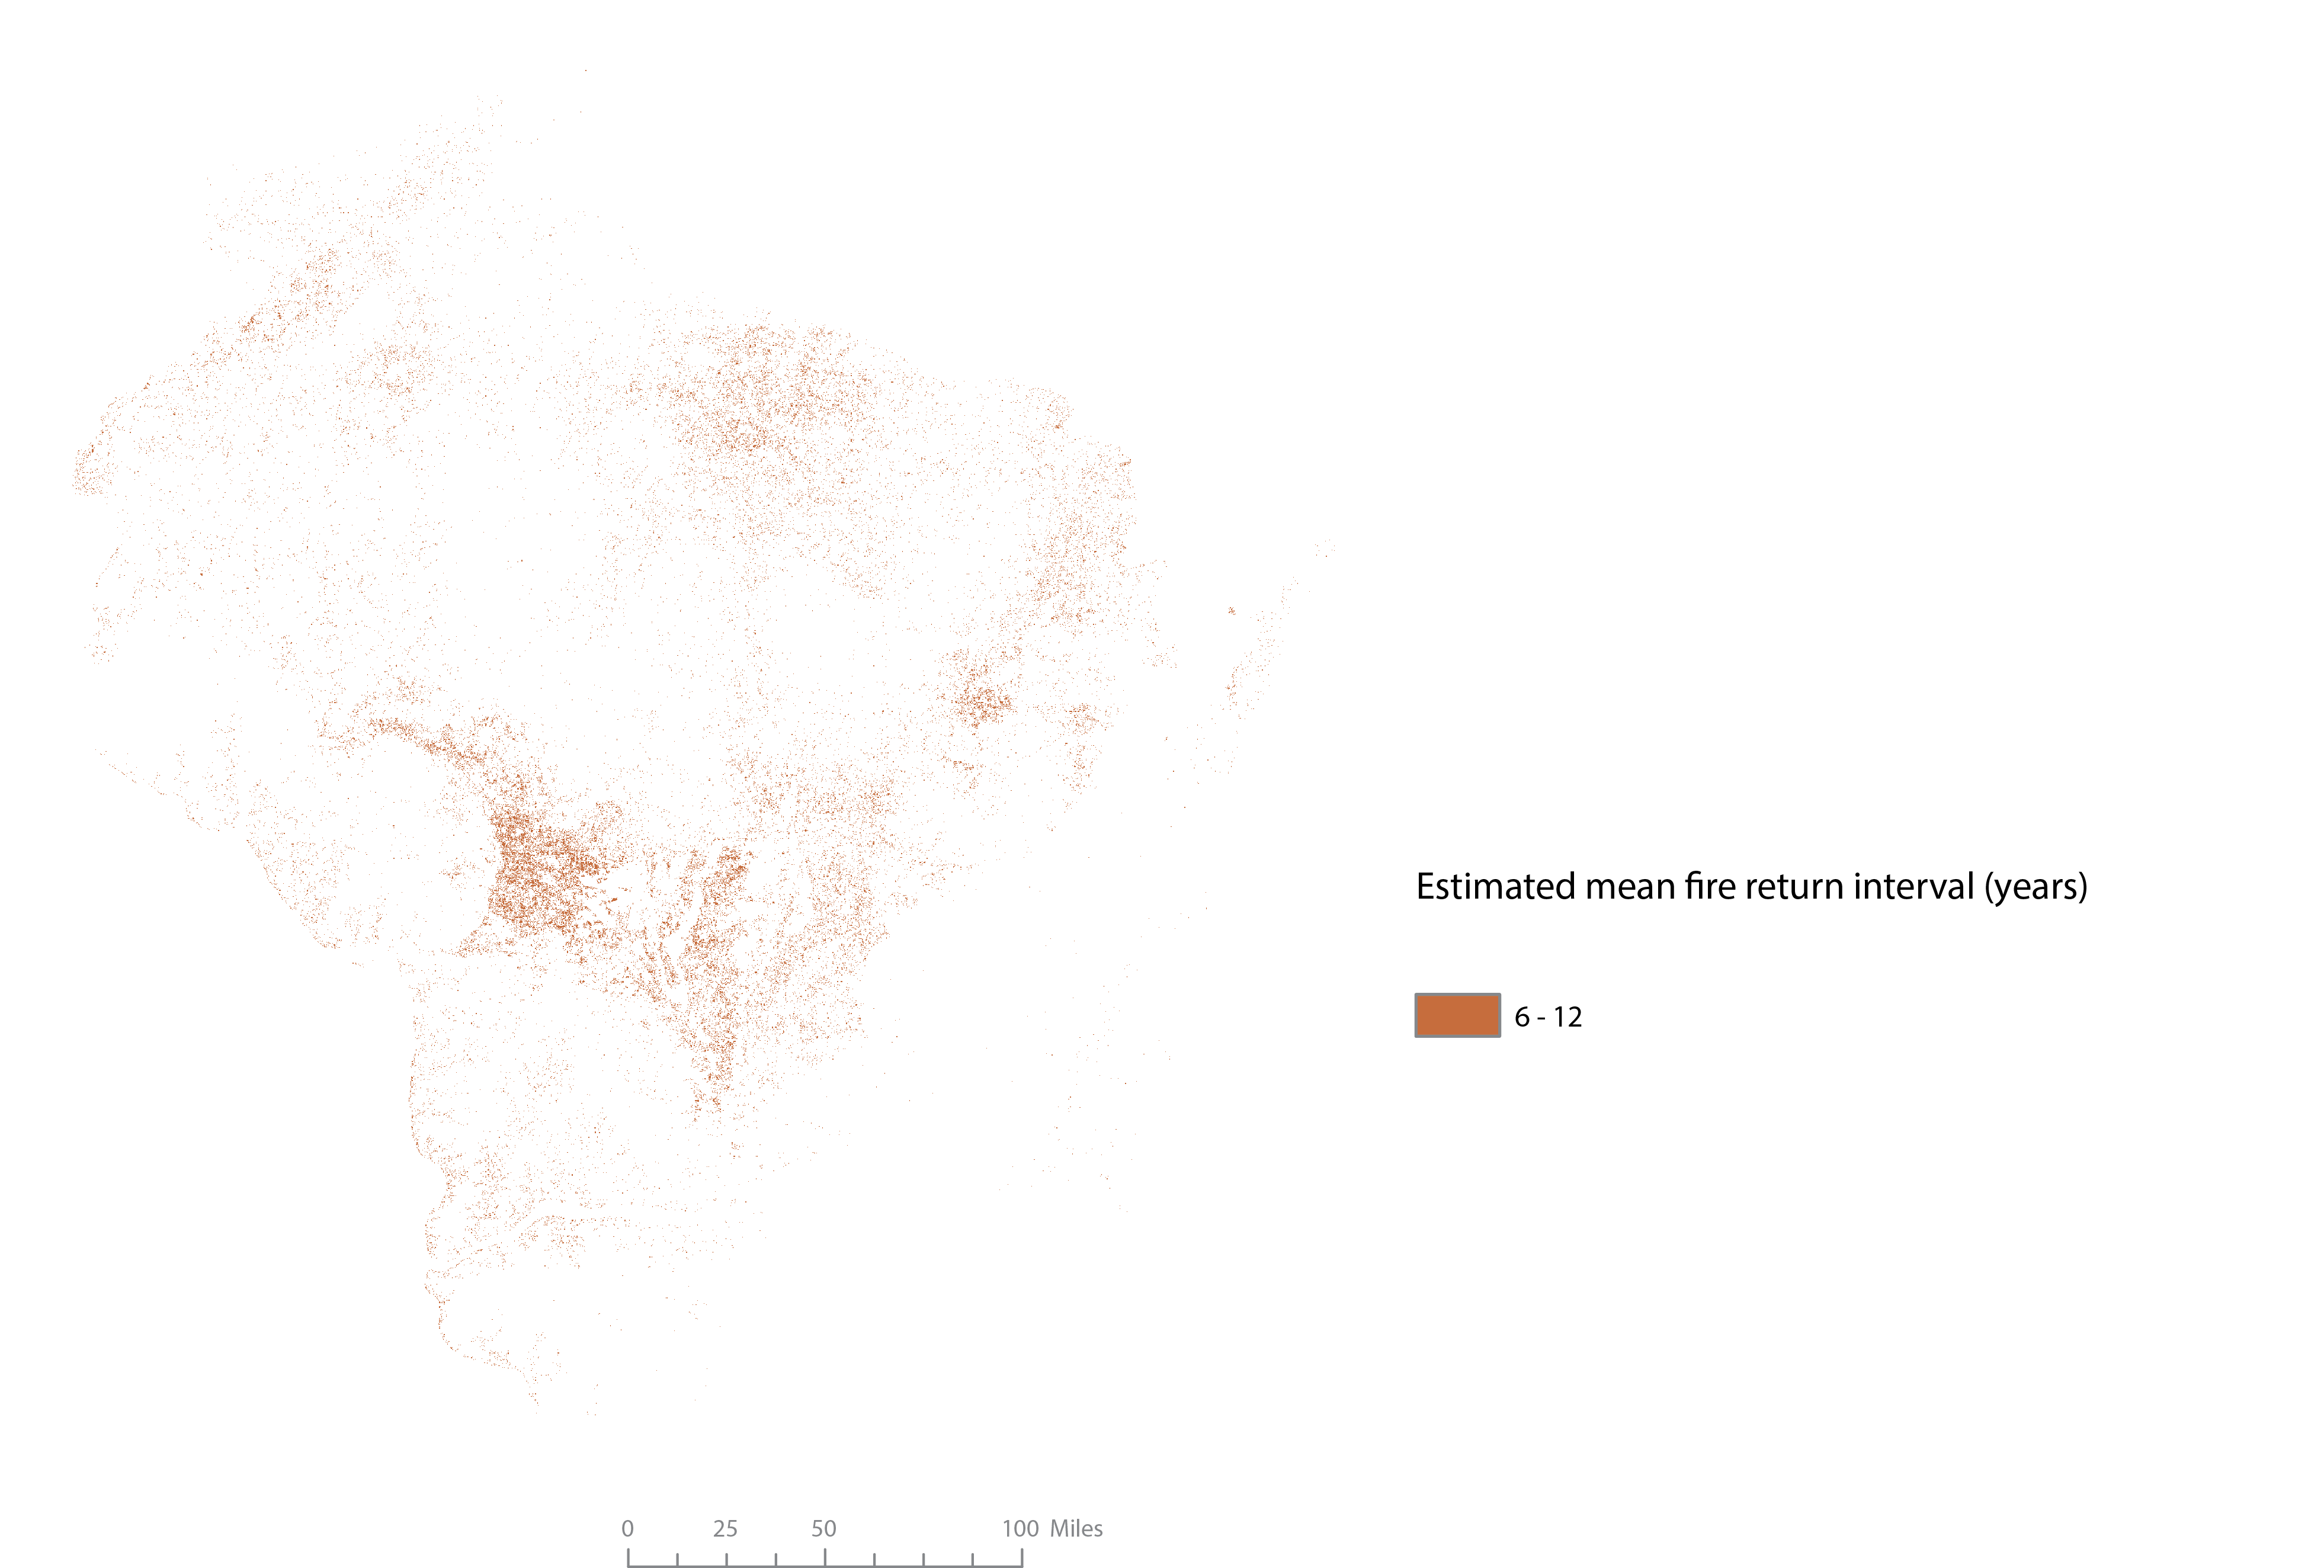 Estimated mean fire return interval (years)
6 - 12
0 25 50 100 Miles